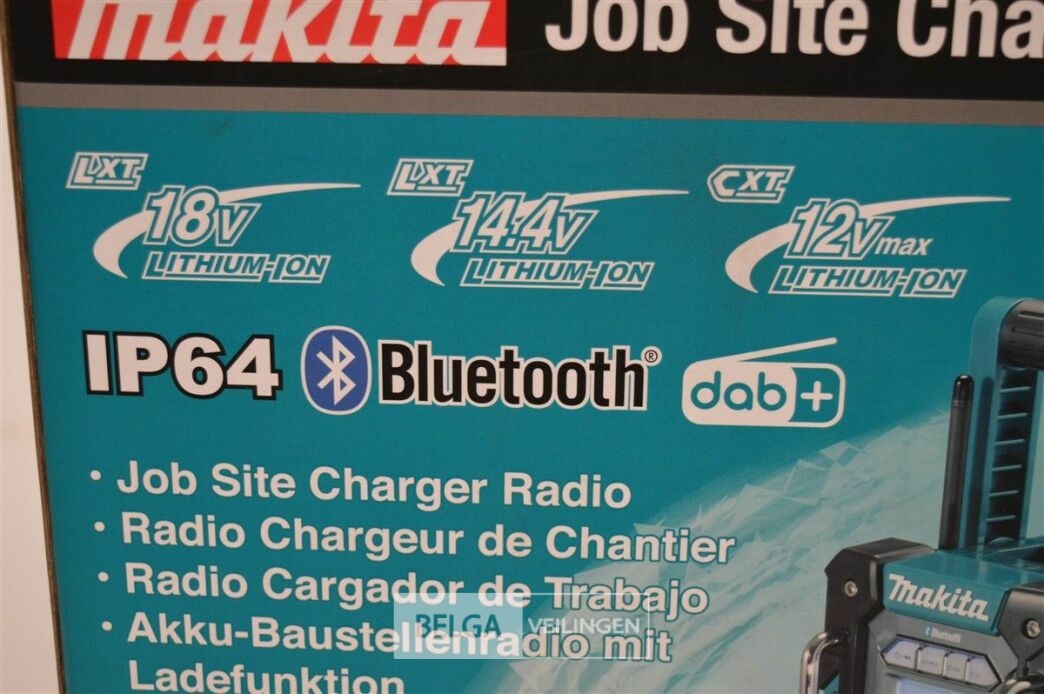 makita Job Site Cha
LXT LXT CXT
18V 14.4V 12Vmax
LITHIUM-ION LITHIUM-ION LITHIUM-ION
IP64 Bluetooth® dab+
• Job Site Charger Radio
• Radio Chargeur de Chantier
• Radio Cargador de Trabajo
• Akku-Baustellenradio mit
Ladefunktion
BELGA VEILINGEN
makita
Bluetooth